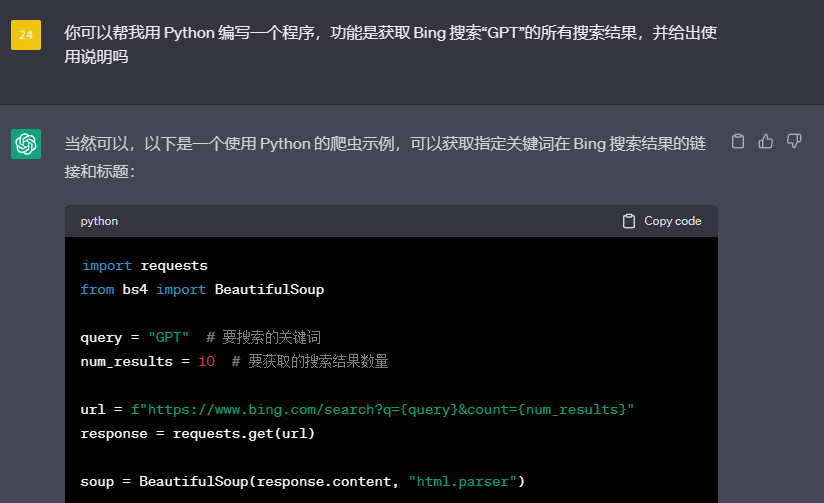 24
你可以帮我用 Python 编写一个程序，功能是获取 Bing 搜索“GPT”的所有搜索结果，并给出使
用说明吗
当然可以，以下是一个使用 Python 的爬虫示例，可以获取指定关键词在 Bing 搜索结果的链
接和标题：
python Copy code
import requests
from bs4 import BeautifulSoup
query = "GPT"  # 要搜索的关键词
num_results = 10  # 要获取的搜索结果数量
url = f"https://www.bing.com/search?q={query}&count={num_results}"
response = requests.get(url)
soup = BeautifulSoup(response.content, "html.parser")